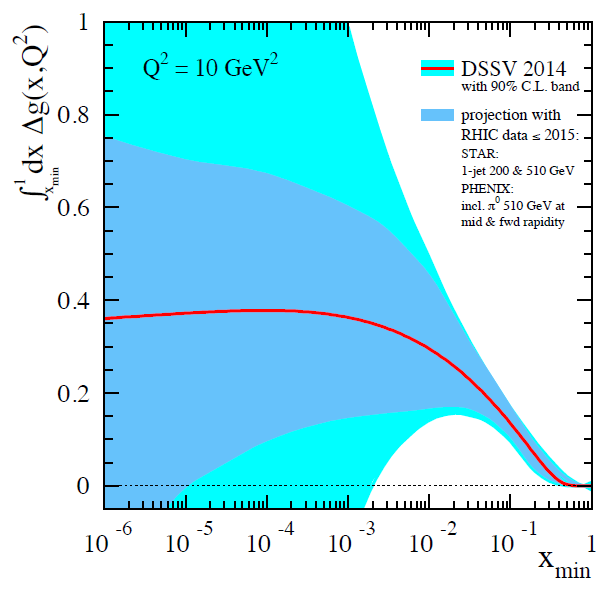 1
0.8
0.6
0.4
0.2
0
∫¹ₓₘᵢₙ dx Δg(x,Q²)
Q² = 10 GeV²
DSSV 2014
with 90% C.L. band
projection with
RHIC data ≤ 2015:
STAR:
1-jet 200 & 510 GeV
PHENIX:
incl. π⁰ 510 GeV at
mid & fwd rapidity
10⁻⁶ 10⁻⁵ 10⁻⁴ 10⁻³ 10⁻² 10⁻¹ 1
xₘᵢₙ